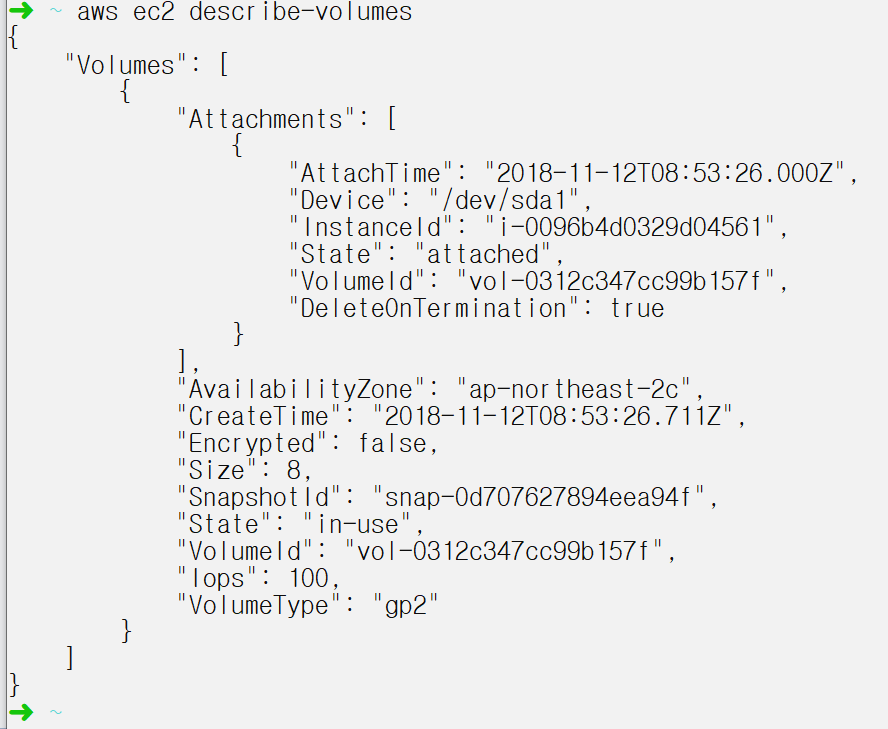 ➜ ~ aws ec2 describe-volumes
{
    "Volumes": [
        {
            "Attachments": [
                {
                    "AttachTime": "2018-11-12T08:53:26.000Z",
                    "Device": "/dev/sda1",
                    "InstanceId": "i-0096b4d0329d04561",
                    "State": "attached",
                    "VolumeId": "vol-0312c347cc99b157f",
                    "DeleteOnTermination": true
                }
            ],
            "AvailabilityZone": "ap-northeast-2c",
            "CreateTime": "2018-11-12T08:53:26.711Z",
            "Encrypted": false,
            "Size": 8,
            "SnapshotId": "snap-0d707627894eea94f",
            "State": "in-use",
            "VolumeId": "vol-0312c347cc99b157f",
            "Iops": 100,
            "VolumeType": "gp2"
        }
    ]
}
➜ ~